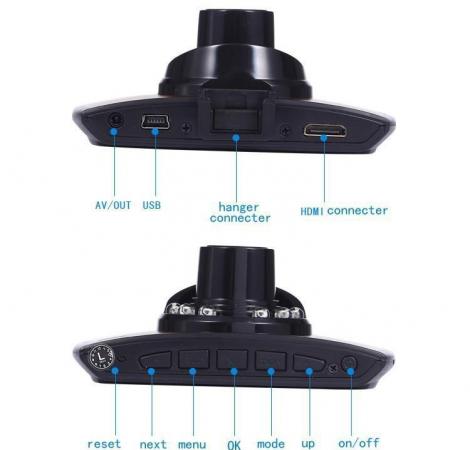 AV/OUT USB
hanger
connecter
HDMI connecter
reset next menu OK mode up on/off